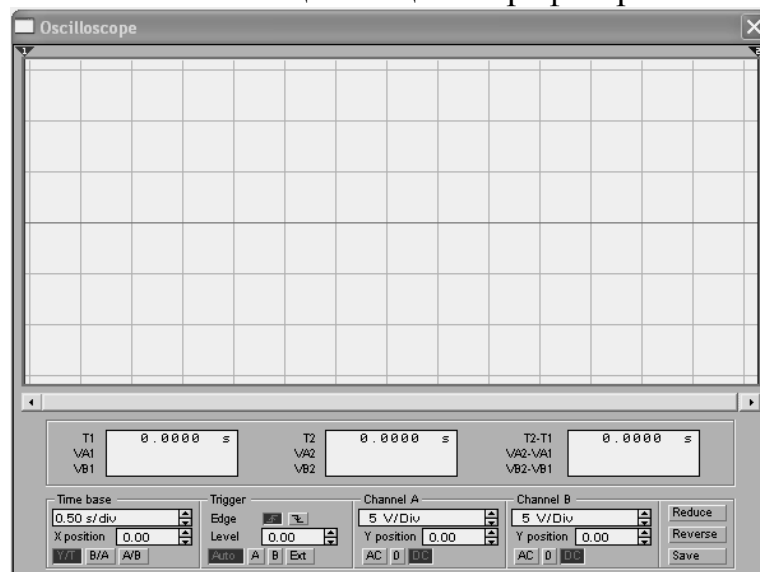 Oscilloscope
1 2
T1 0.0000 s
VA1
VB1
T2 0.0000 s
VA2
VB2
T2-T1 0.0000 s
VA2-VA1
VB2-VB1
Time base
0.50 s/div
X position 0.00
Y/T B/A A/B
Trigger
Edge
Level 0.00
Auto A B Ext
Channel A
5 V/Div
Y position 0.00
AC 0 DC
Channel B
5 V/Div
Y position 0.00
AC 0 DC
Reduce
Reverse
Save